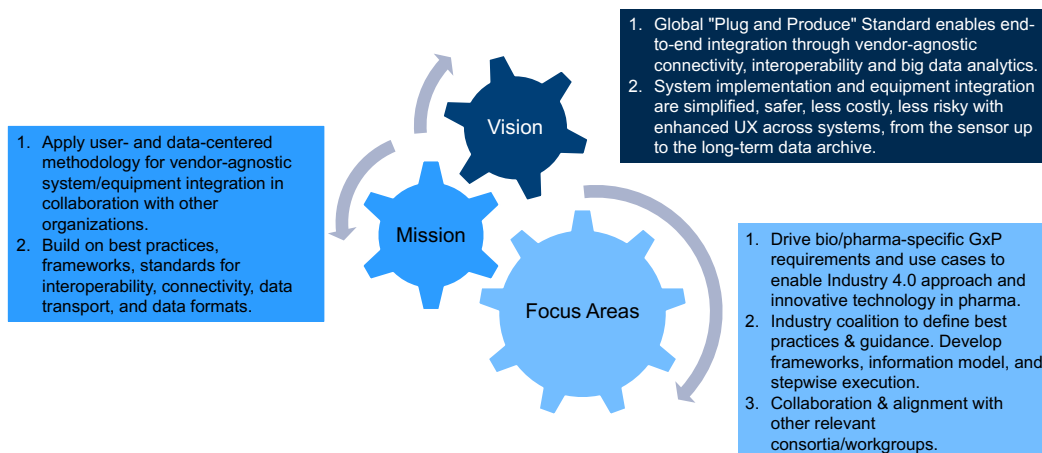 1. Global "Plug and Produce" Standard enables end-
to-end integration through vendor-agnostic
connectivity, interoperability and big data analytics.
2. System implementation and equipment integration
are simplified, safer, less costly, less risky with
enhanced UX across systems, from the sensor up
to the long-term data archive.
Vision
1. Apply user- and data-centered
methodology for vendor-agnostic
system/equipment integration in
collaboration with other
organizations.
2. Build on best practices,
frameworks, standards for
interoperability, connectivity, data
transport, and data formats.
Mission
Focus Areas
1. Drive bio/pharma-specific GxP
requirements and use cases to
enable Industry 4.0 approach and
innovative technology in pharma.
2. Industry coalition to define best
practices & guidance. Develop
frameworks, information model, and
stepwise execution.
3. Collaboration & alignment with
other relevant
consortia/workgroups.